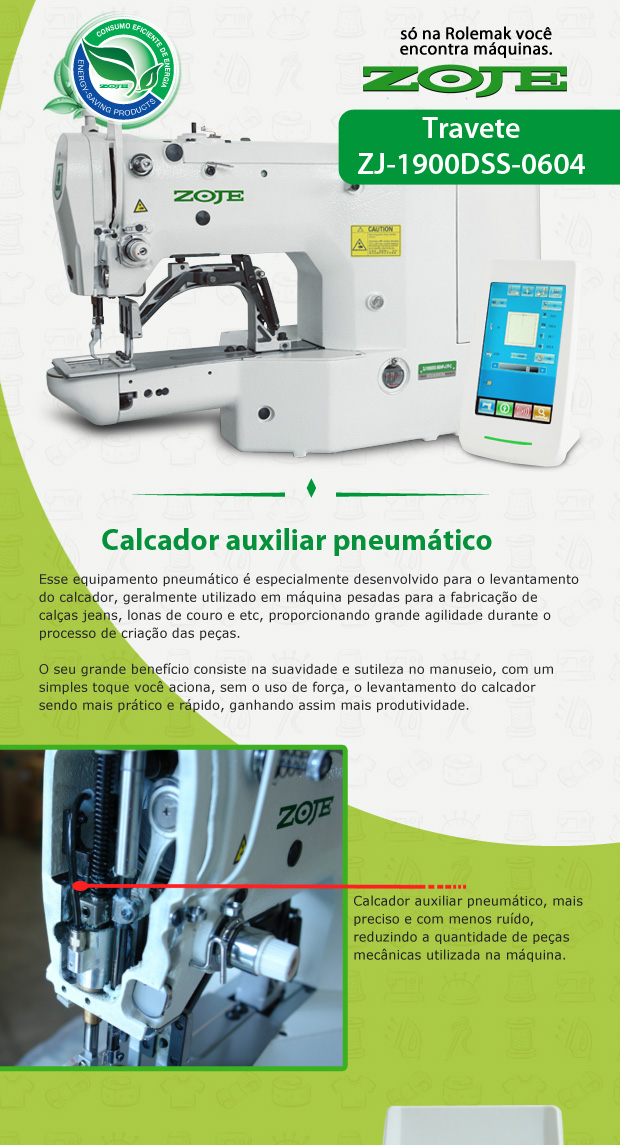 CONSUMO EFICIENTE DE ENERGIA
ZOJE
ENERGY-SAVING PRODUCTS
só na Rolemak você
encontra máquinas.
ZOJE
Travete
ZJ-1900DSS-0604
ZOJE
CAUTION
Calcador auxiliar pneumático
Esse equipamento pneumático é especialmente desenvolvido para o levantamento
do calcador, geralmente utilizado em máquina pesadas para a fabricação de
calças jeans, lonas de couro e etc, proporcionando grande agilidade durante o
processo de criação das peças.
O seu grande benefício consiste na suavidade e sutileza no manuseio, com um
simples toque você aciona, sem o uso de força, o levantamento do calcador
sendo mais prático e rápido, ganhando assim mais produtividade.
ZOJE
Calcador auxiliar pneumático, mais
preciso e com menos ruído,
reduzindo a quantidade de peças
mecânicas utilizada na máquina.